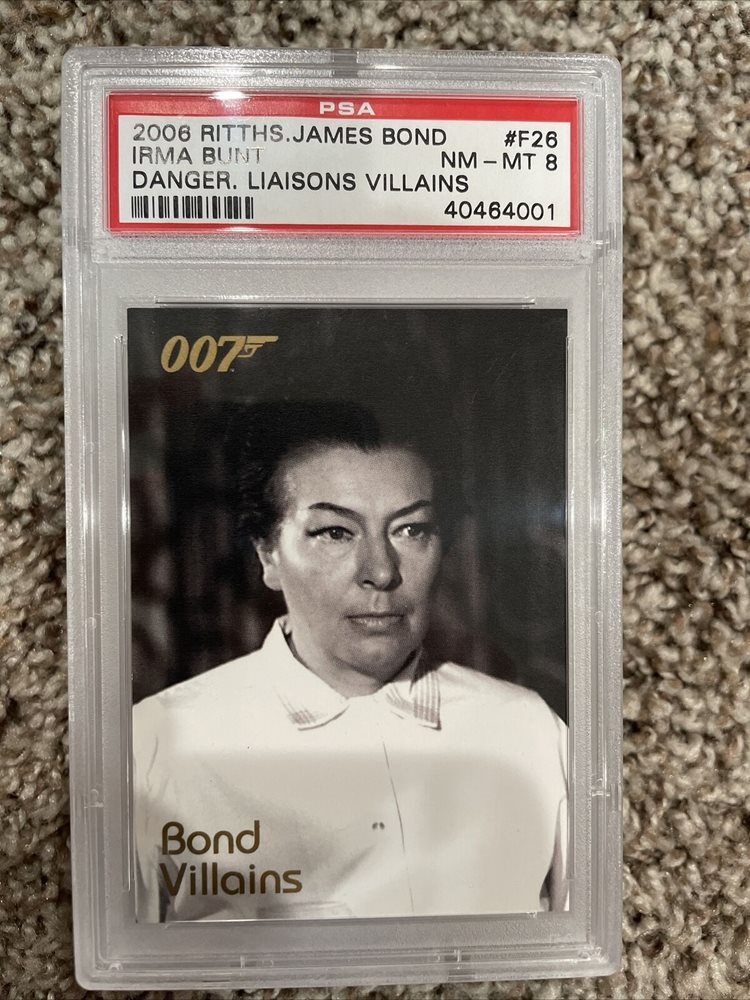 PSA
2006 RITTHS.JAMES BOND #F26
IRMA BUNT NM - MT 8
DANGER. LIAISONS VILLAINS
40464001
007
Bond
Villains